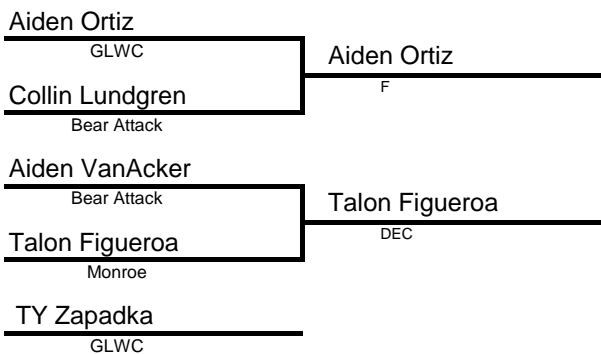 Aiden Ortiz
GLWC
Aiden Ortiz
F
Collin Lundgren
Bear Attack
Aiden VanAcker
Bear Attack
Talon Figueroa
DEC
Talon Figueroa
Monroe
TY Zapadka
GLWC